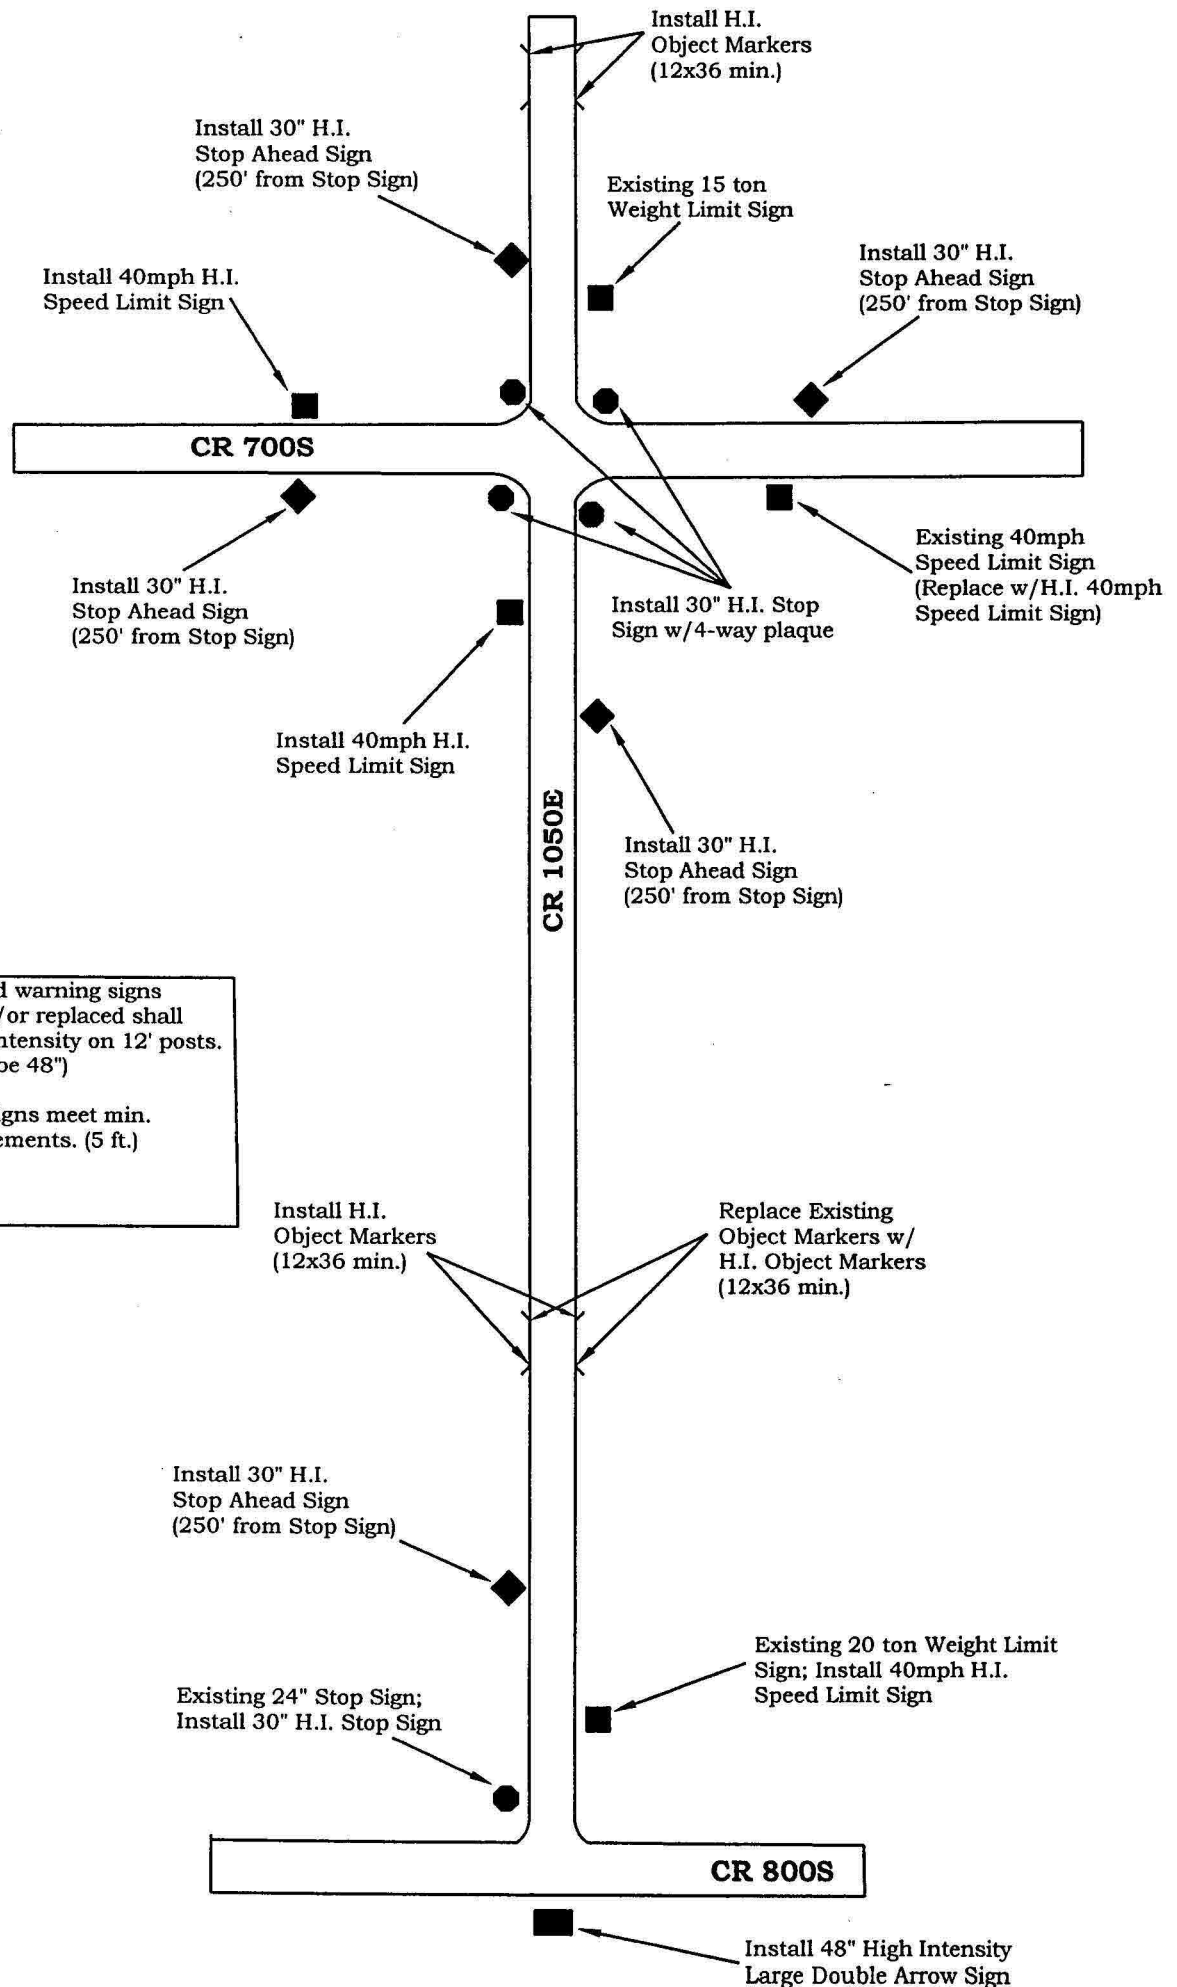 Install H.I.
Object Markers
(12x36 min.)
Install 30" H.I.
Stop Ahead Sign
(250' from Stop Sign)
Existing 15 ton
Weight Limit Sign
Install 30" H.I.
Stop Ahead Sign
(250' from Stop Sign)
Install 40mph H.I.
Speed Limit Sign
CR 700S
Existing 40mph
Speed Limit Sign
(Replace w/H.I. 40mph
Speed Limit Sign)
Install 30" H.I.
Stop Ahead Sign
(250' from Stop Sign)
Install 30" H.I. Stop
Sign w/4-way plaque
Install 40mph H.I.
Speed Limit Sign
CR 1050E
Install 30" H.I.
Stop Ahead Sign
(250' from Stop Sign)
d warning signs
/or replaced shall
ntensity on 12' posts.
be 48")
igns meet min.
ements. (5 ft.)
Install H.I.
Object Markers
(12x36 min.)
Replace Existing
Object Markers w/
H.I. Object Markers
(12x36 min.)
Install 30" H.I.
Stop Ahead Sign
(250' from Stop Sign)
Existing 20 ton Weight Limit
Sign; Install 40mph H.I.
Speed Limit Sign
Existing 24" Stop Sign;
Install 30" H.I. Stop Sign
CR 800S
Install 48" High Intensity
Large Double Arrow Sign